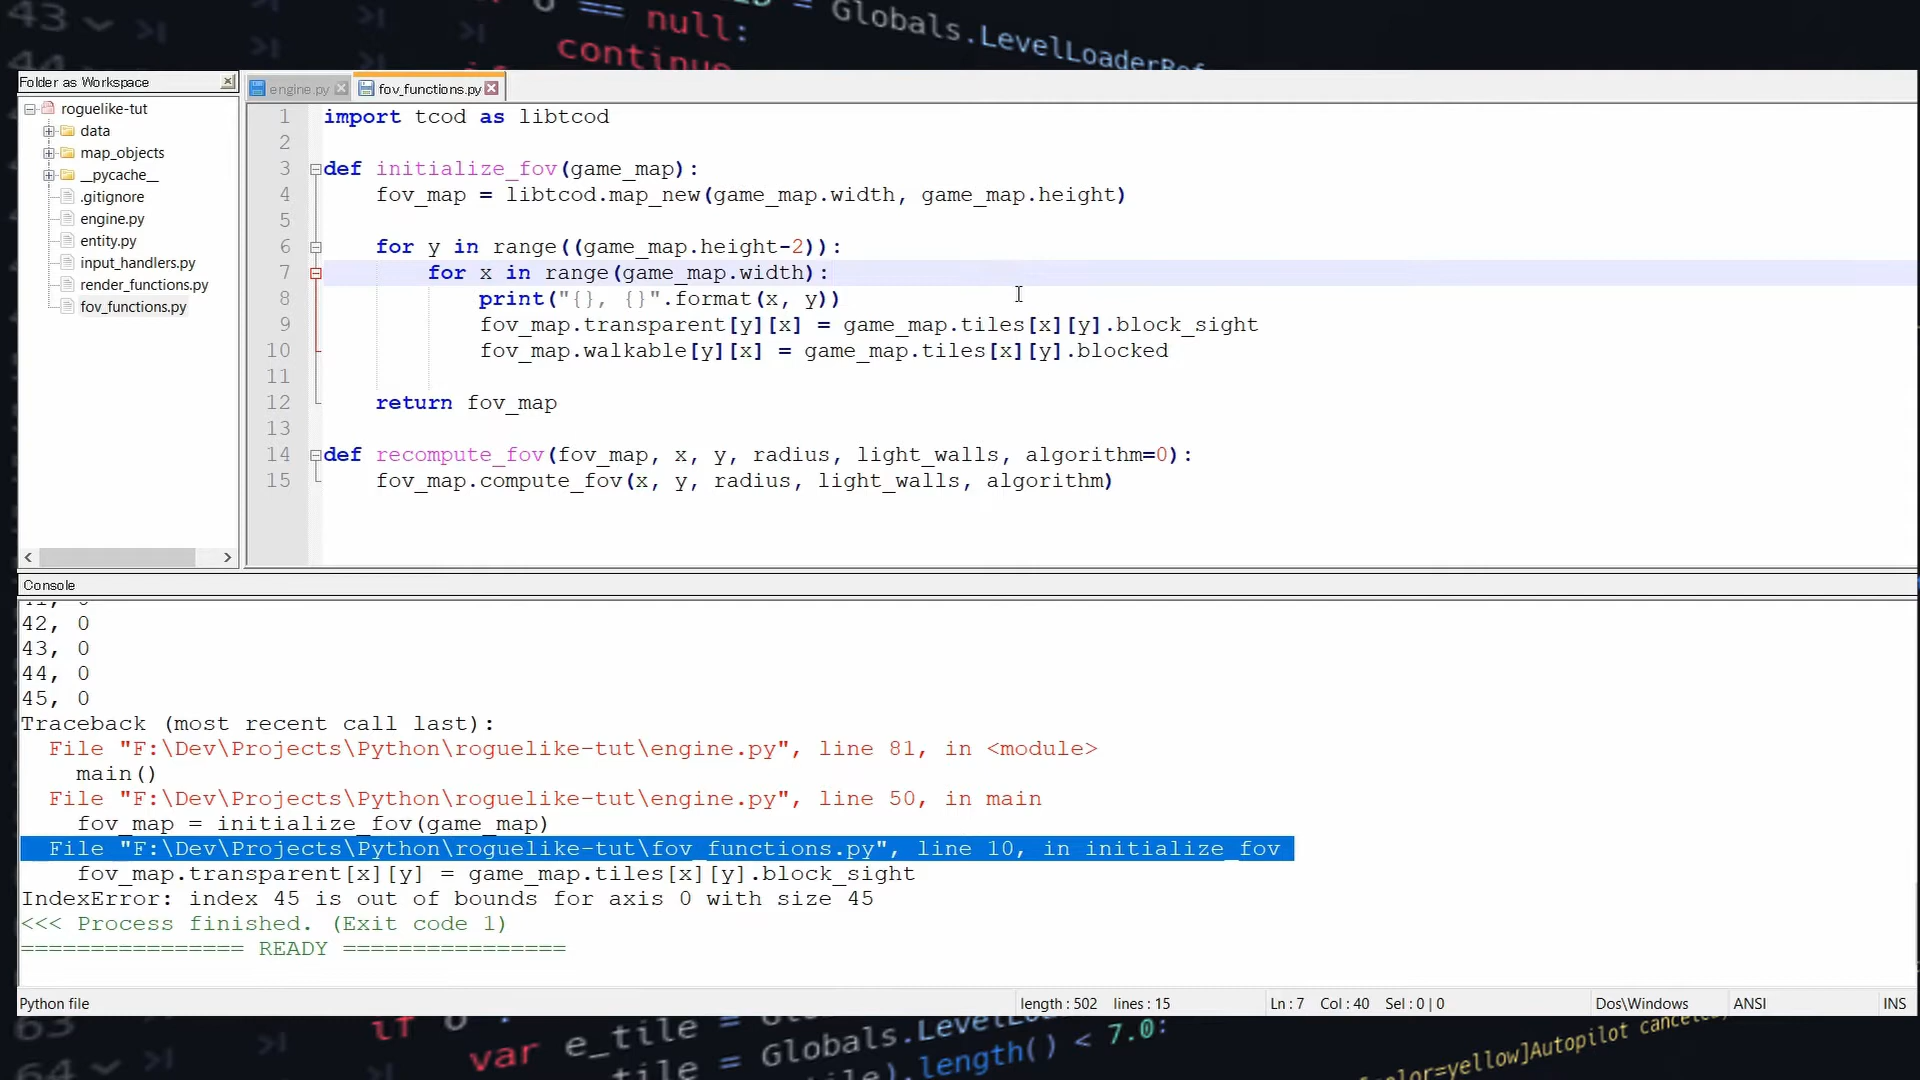 43
== null:
= Globals.LevelLoaderRef
44
continue
Folder as Workspace
engine.py
fov_functions.py
roguelike-tut
data
map_objects
__pycache__
.gitignore
engine.py
entity.py
input_handlers.py
render_functions.py
fov_functions.py
1 import tcod as libtcod
2
3 def initialize_fov(game_map):
4 fov_map = libtcod.map_new(game_map.width, game_map.height)
5
6 for y in range((game_map.height-2)):
7 for x in range(game_map.width):
8 print("{}, {}".format(x, y))
9 fov_map.transparent[y][x] = game_map.tiles[x][y].block_sight
10 fov_map.walkable[y][x] = game_map.tiles[x][y].blocked
11
12 return fov_map
13
14 def recompute_fov(fov_map, x, y, radius, light_walls, algorithm=0):
15 fov_map.compute_fov(x, y, radius, light_walls, algorithm)
Console
42, 0
43, 0
44, 0
45, 0
Traceback (most recent call last):
File "F:\Dev\Projects\Python\roguelike-tut\engine.py", line 81, in <module>
main()
File "F:\Dev\Projects\Python\roguelike-tut\engine.py", line 50, in main
fov_map = initialize_fov(game_map)
File "F:\Dev\Projects\Python\roguelike-tut\fov_functions.py", line 10, in initialize_fov
fov_map.transparent[x][y] = game_map.tiles[x][y].block_sight
IndexError: index 45 is out of bounds for axis 0 with size 45
<<< Process finished. (Exit code 1)
================ READY ================
Python file
length : 502 lines : 15
Ln : 7 Col : 40 Sel : 0 | 0
Dos\Windows
ANSI
INS
63
if
var e_tile = Globals.
64
tile = Globals.
.length() < 7.0:
color=yellow]Autopilot